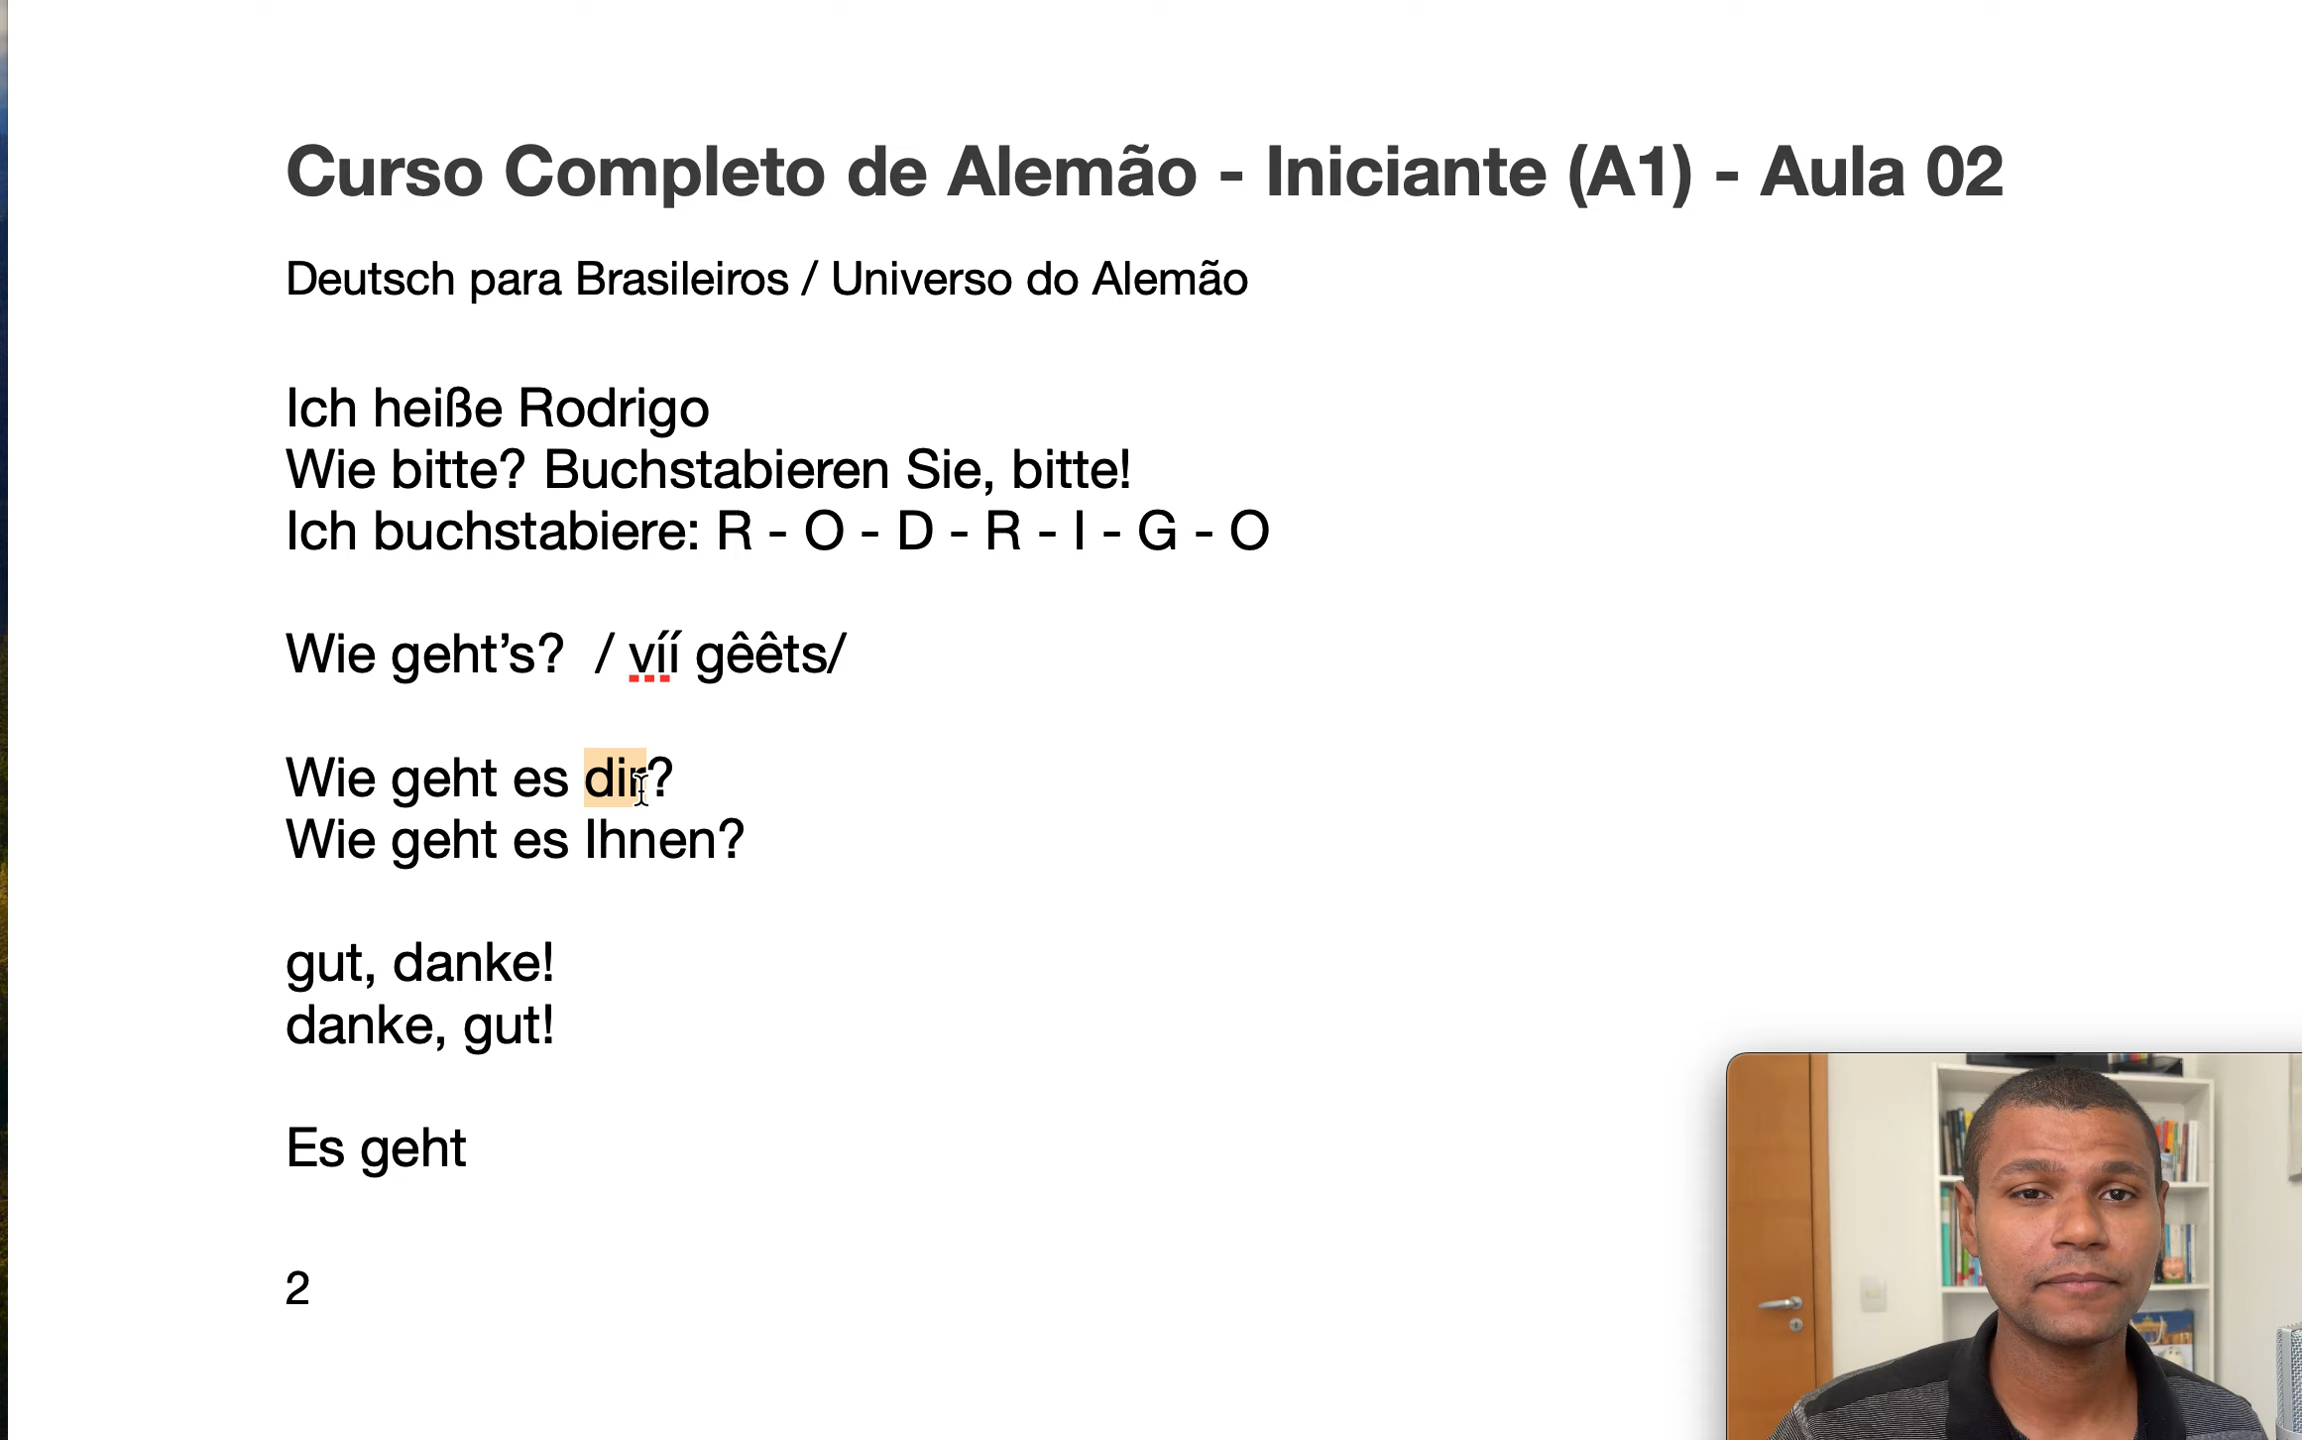 Curso Completo de Alemão - Iniciante (A1) - Aula 02
Deutsch para Brasileiros / Universo do Alemão
Ich heiße Rodrigo
Wie bitte? Buchstabieren Sie, bitte!
Ich buchstabiere: R - O - D - R - I - G - O
Wie geht’s?  / víí gêêts/
Wie geht es dir?
Wie geht es Ihnen?
gut, danke!
danke, gut!
Es geht
2